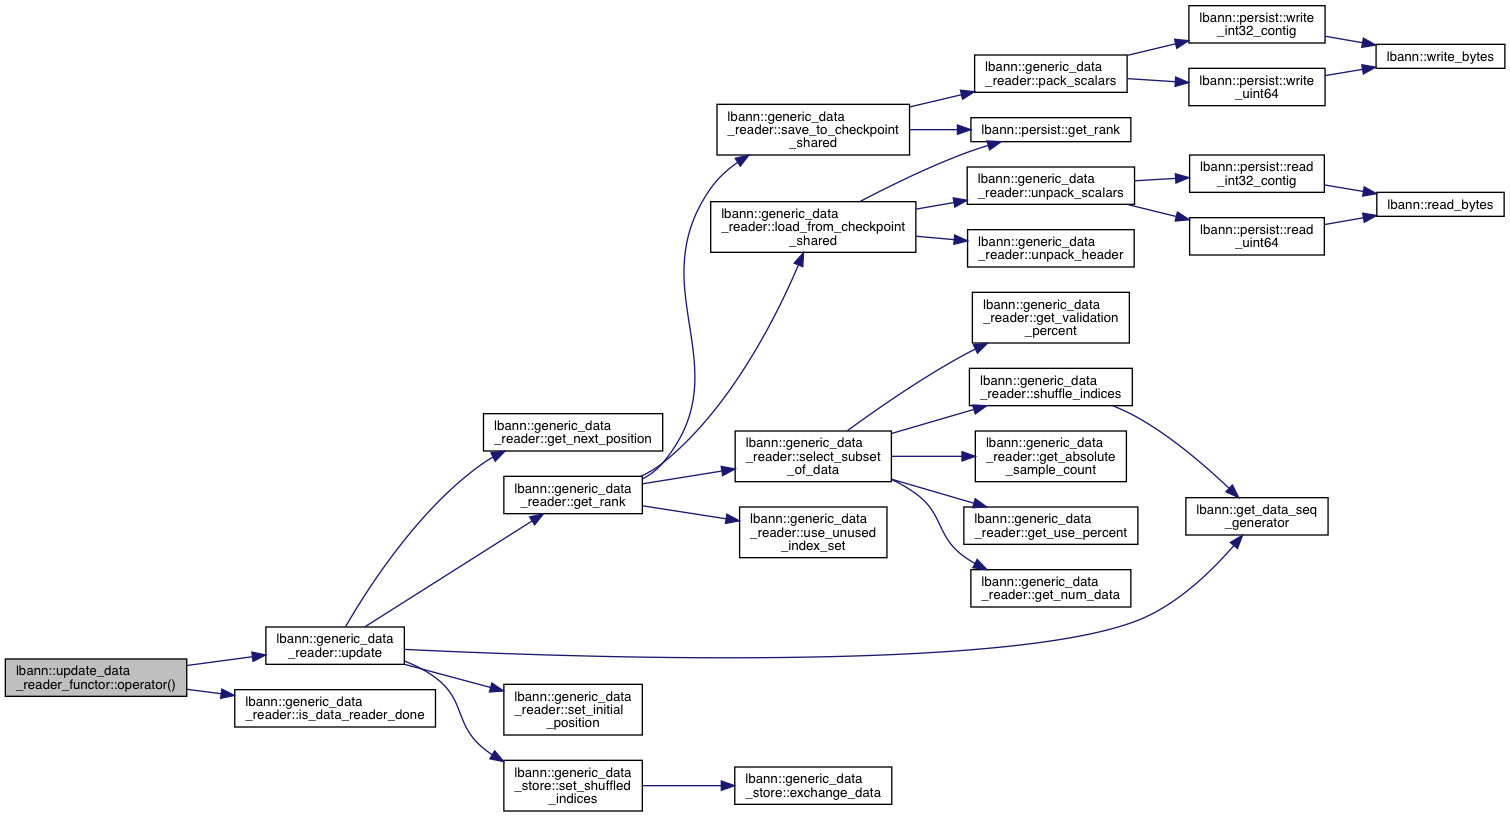 lbann::persist::write
_int32_contig
lbann::generic_data
_reader::pack_scalars
lbann::write_bytes
lbann::persist::write
_uint64
lbann::generic_data
_reader::save_to_checkpoint
_shared
lbann::persist::get_rank
lbann::persist::read
_int32_contig
lbann::generic_data
_reader::unpack_scalars
lbann::read_bytes
lbann::generic_data
_reader::load_from_checkpoint
_shared
lbann::persist::read
_uint64
lbann::generic_data
_reader::unpack_header
lbann::generic_data
_reader::get_validation
_percent
lbann::generic_data
_reader::shuffle_indices
lbann::generic_data
_reader::get_next_position
lbann::generic_data
_reader::select_subset
_of_data
lbann::generic_data
_reader::get_absolute
_sample_count
lbann::generic_data
_reader::get_rank
lbann::get_data_seq
_generator
lbann::generic_data
_reader::use_unused
_index_set
lbann::generic_data
_reader::get_use_percent
lbann::generic_data
_reader::get_num_data
lbann::generic_data
_reader::update
lbann::update_data
_reader_functor::operator()
lbann::generic_data
_reader::is_data_reader_done
lbann::generic_data
_reader::set_initial
_position
lbann::generic_data
_store::set_shuffled
_indices
lbann::generic_data
_store::exchange_data